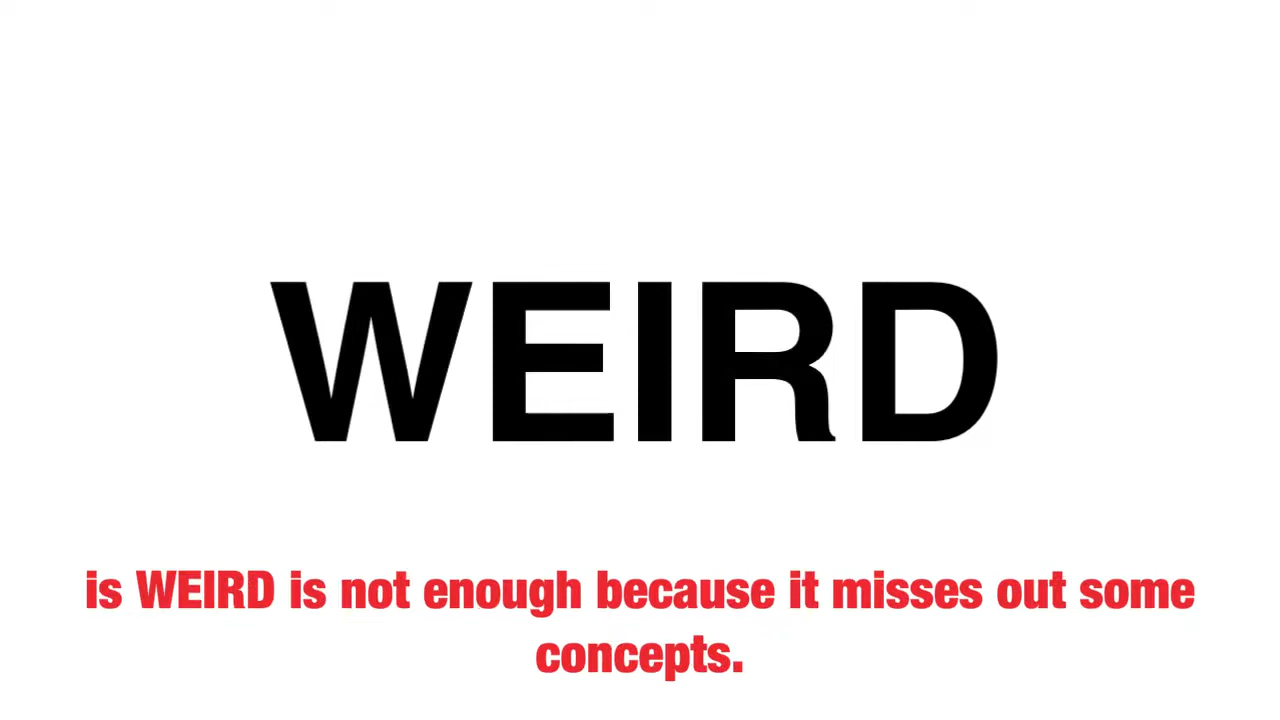 WEIRD
is WEIRD is not enough because it misses out some
concepts.